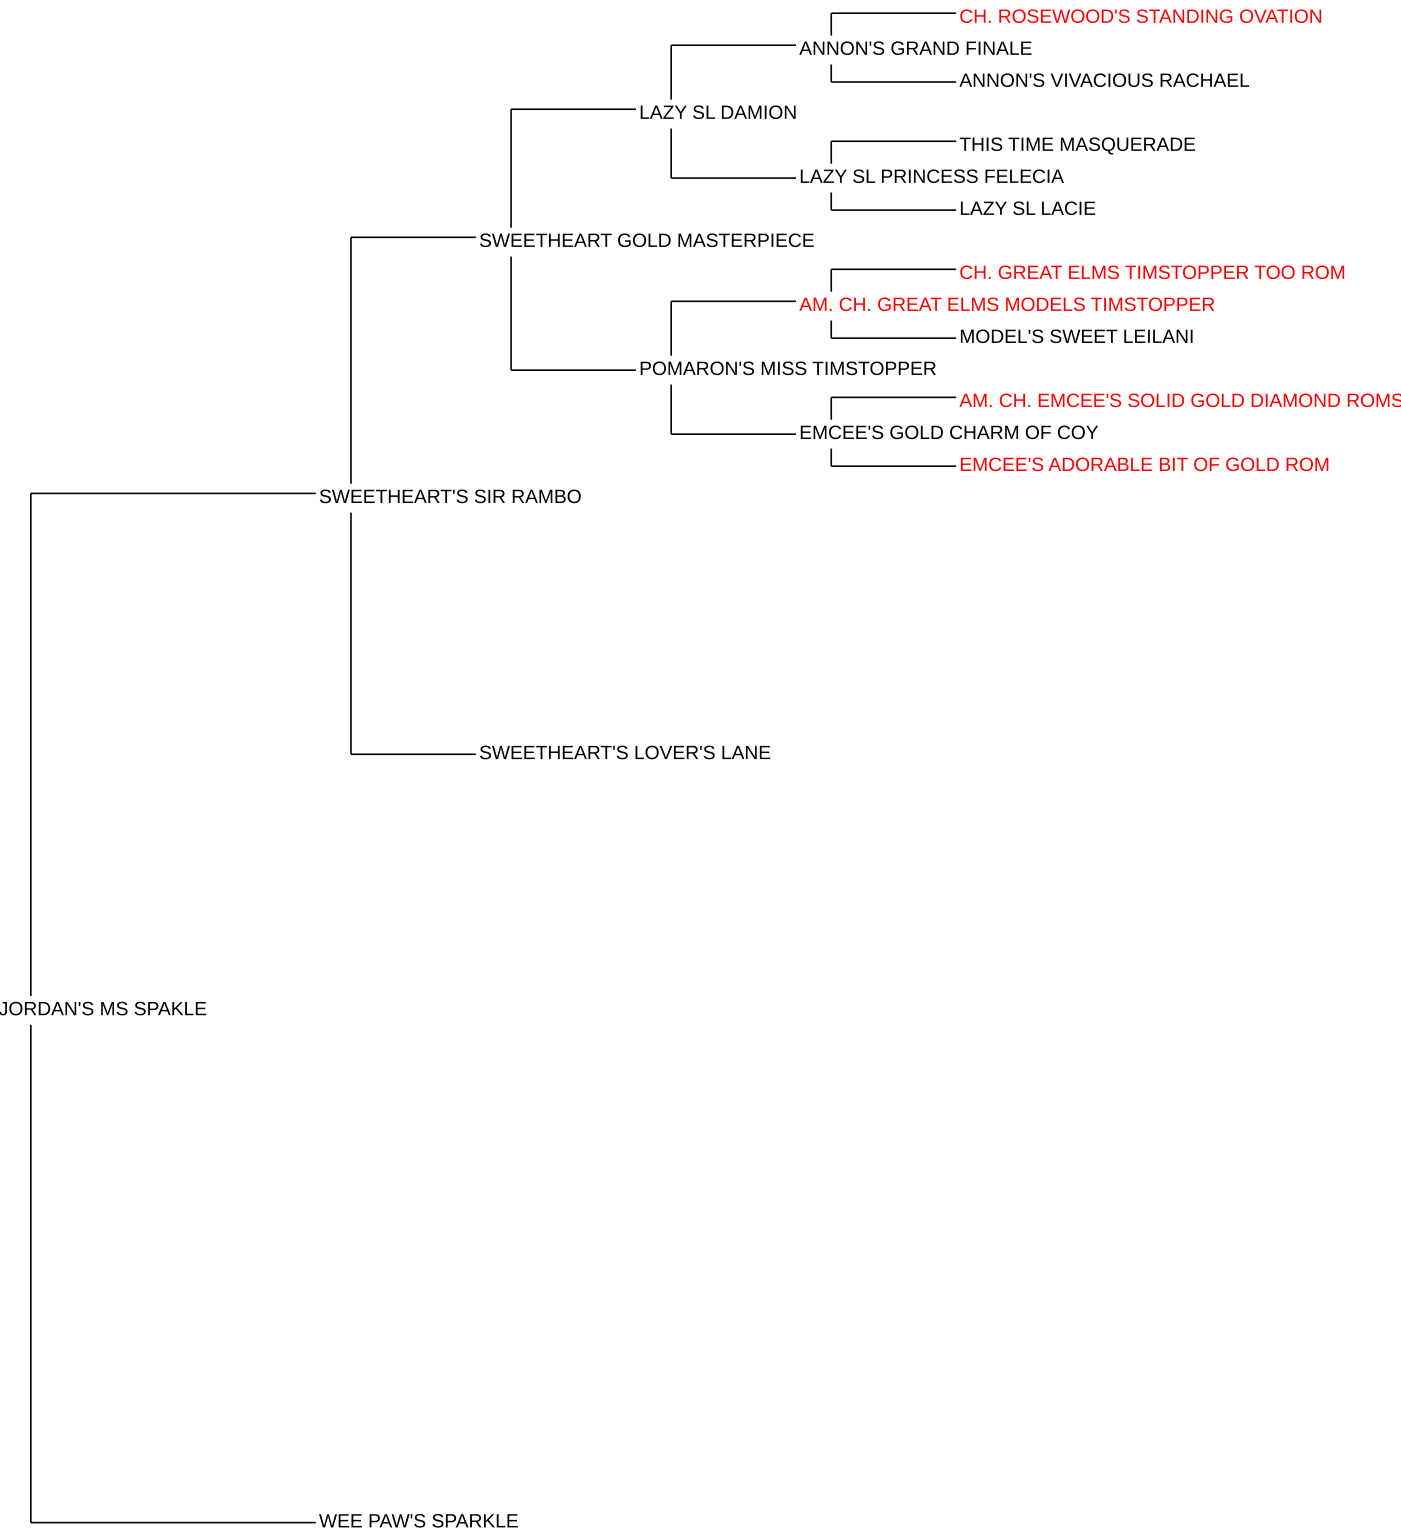 CH. ROSEWOOD'S STANDING OVATION
ANNON'S GRAND FINALE
ANNON'S VIVACIOUS RACHAEL
LAZY SL DAMION
THIS TIME MASQUERADE
LAZY SL PRINCESS FELECIA
LAZY SL LACIE
SWEETHEART GOLD MASTERPIECE
CH. GREAT ELMS TIMSTOPPER TOO ROM
AM. CH. GREAT ELMS MODELS TIMSTOPPER
MODEL'S SWEET LEILANI
POMARON'S MISS TIMSTOPPER
AM. CH. EMCEE'S SOLID GOLD DIAMOND ROMS
EMCEE'S GOLD CHARM OF COY
EMCEE'S ADORABLE BIT OF GOLD ROM
SWEETHEART'S SIR RAMBO
SWEETHEART'S LOVER'S LANE
JORDAN'S MS SPAKLE
WEE PAW'S SPARKLE